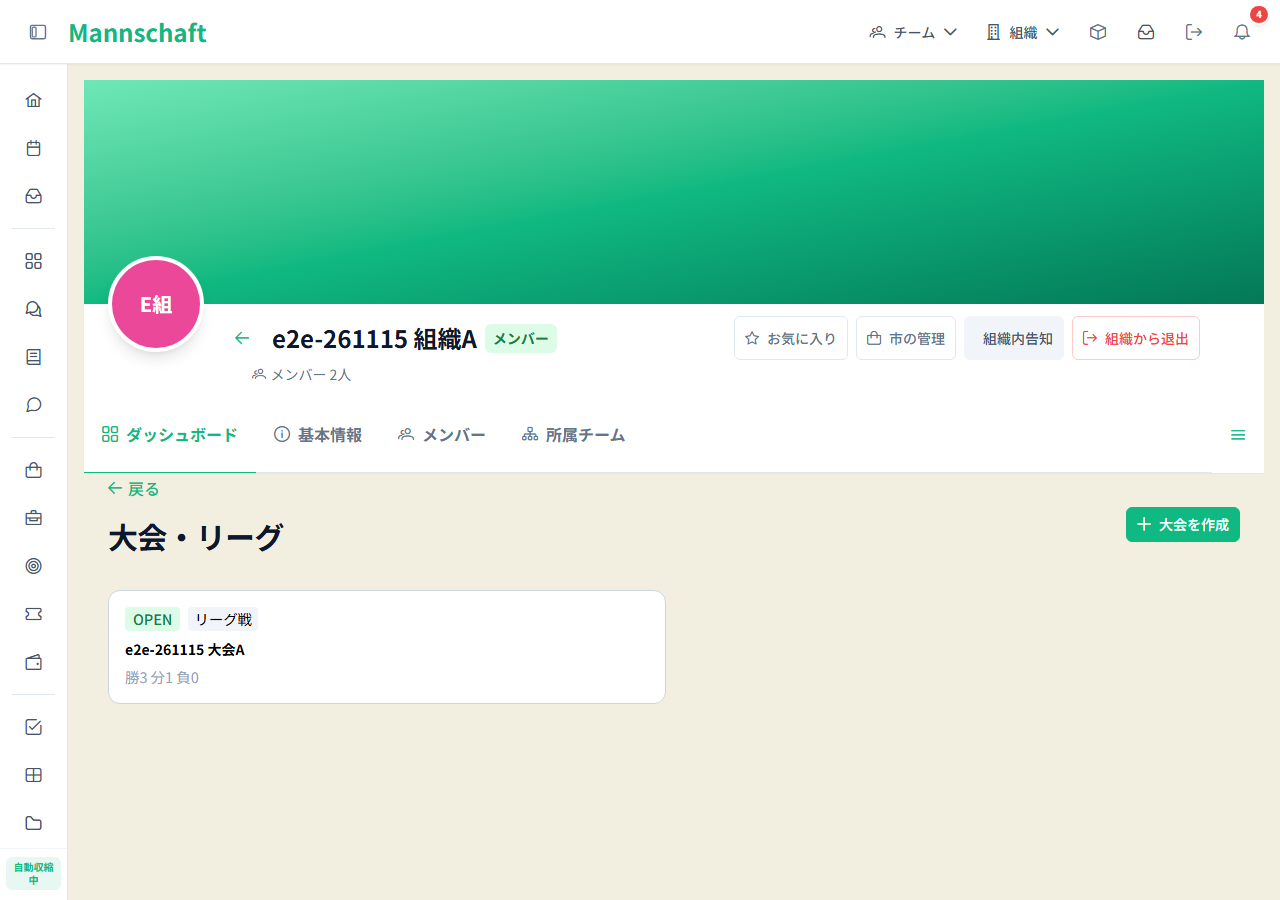 Mannschaft
チーム
組織
4
E組
e2e-261115 組織A
メンバー
お気に入り
市の管理
組織内告知
組織から退出
メンバー 2人
ダッシュボード
基本情報
メンバー
所属チーム
戻る
大会・リーグ
大会を作成
OPEN
リーグ戦
e2e-261115 大会A
勝3 分1 負0
自動収縮
中